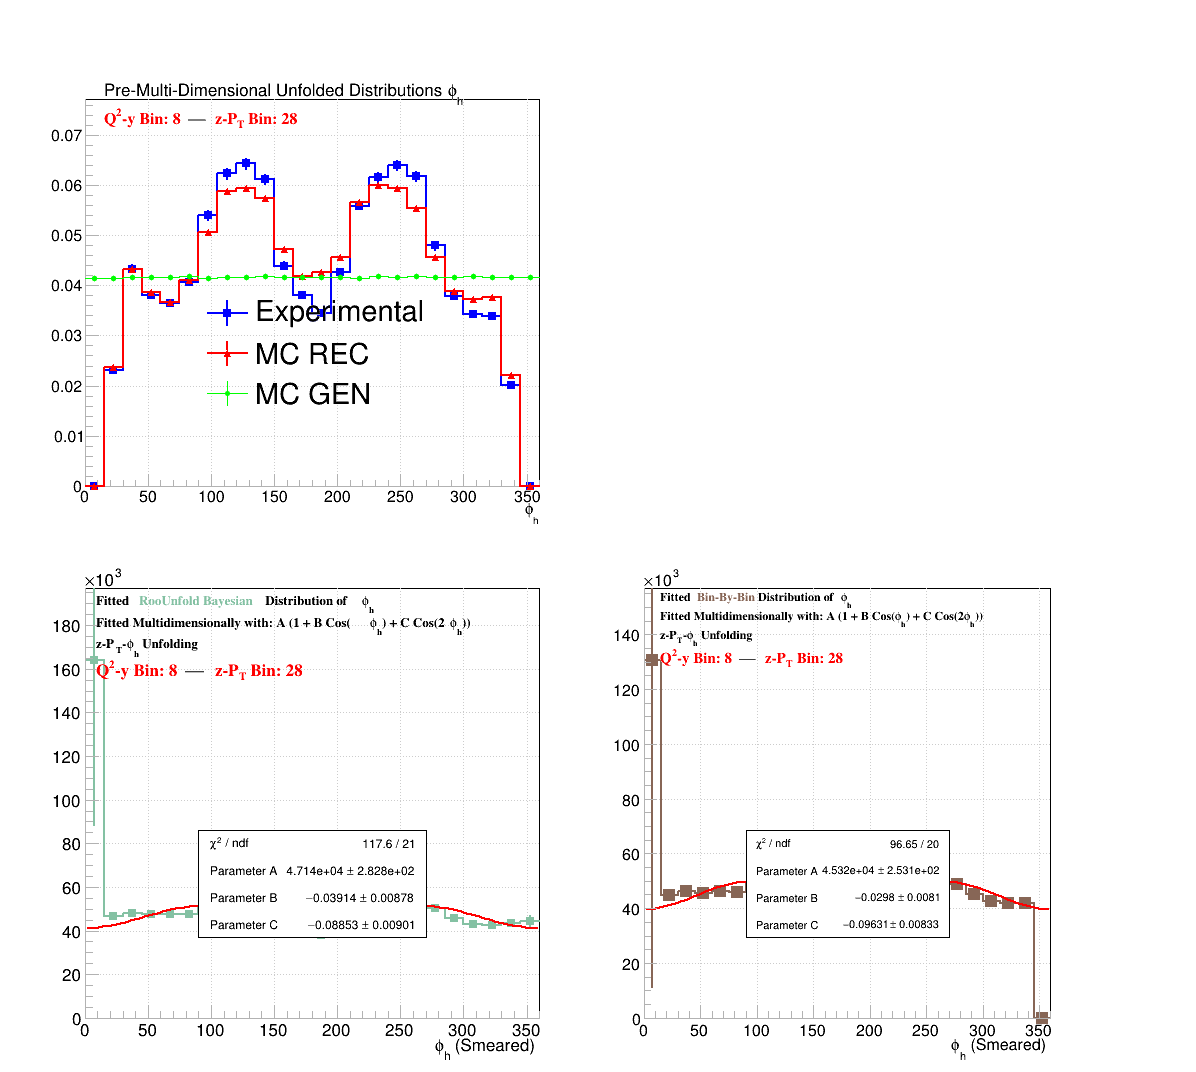 Pre-Multi-Dimensional Unfolded Distributions ϕh
Q2-y Bin: 8 — z-PT Bin: 28
0.07
0.06
0.05
0.04
0.03
0.02
0.01
0
Experimental
MC REC
MC GEN
0 50 100 150 200 250 300 350
ϕh
×10^3
Fitted RooUnfold Bayesian Distribution of ϕh
Fitted Multidimensionally with: A (1 + B Cos( ϕh) + C Cos(2 ϕh))
z-PT-ϕh Unfolding
Q2-y Bin: 8 — z-PT Bin: 28
180
160
140
120
100
80
60
40
20
0
χ2 / ndf 117.6 / 21
Parameter A 4.714e+04 ± 2.828e+02
Parameter B −0.03914 ± 0.00878
Parameter C −0.08853 ± 0.00901
0 50 100 150 200 250 300 350
ϕh (Smeared)
×10^3
Fitted Bin-By-Bin Distribution of ϕh
Fitted Multidimensionally with: A (1 + B Cos(ϕh) + C Cos(2ϕh))
z-PT-ϕh Unfolding
Q2-y Bin: 8 — z-PT Bin: 28
140
120
100
80
60
40
20
0
χ2 / ndf 96.65 / 20
Parameter A 4.532e+04 ± 2.531e+02
Parameter B −0.0298 ± 0.0081
Parameter C −0.09631 ± 0.00833
0 50 100 150 200 250 300 350
ϕh (Smeared)